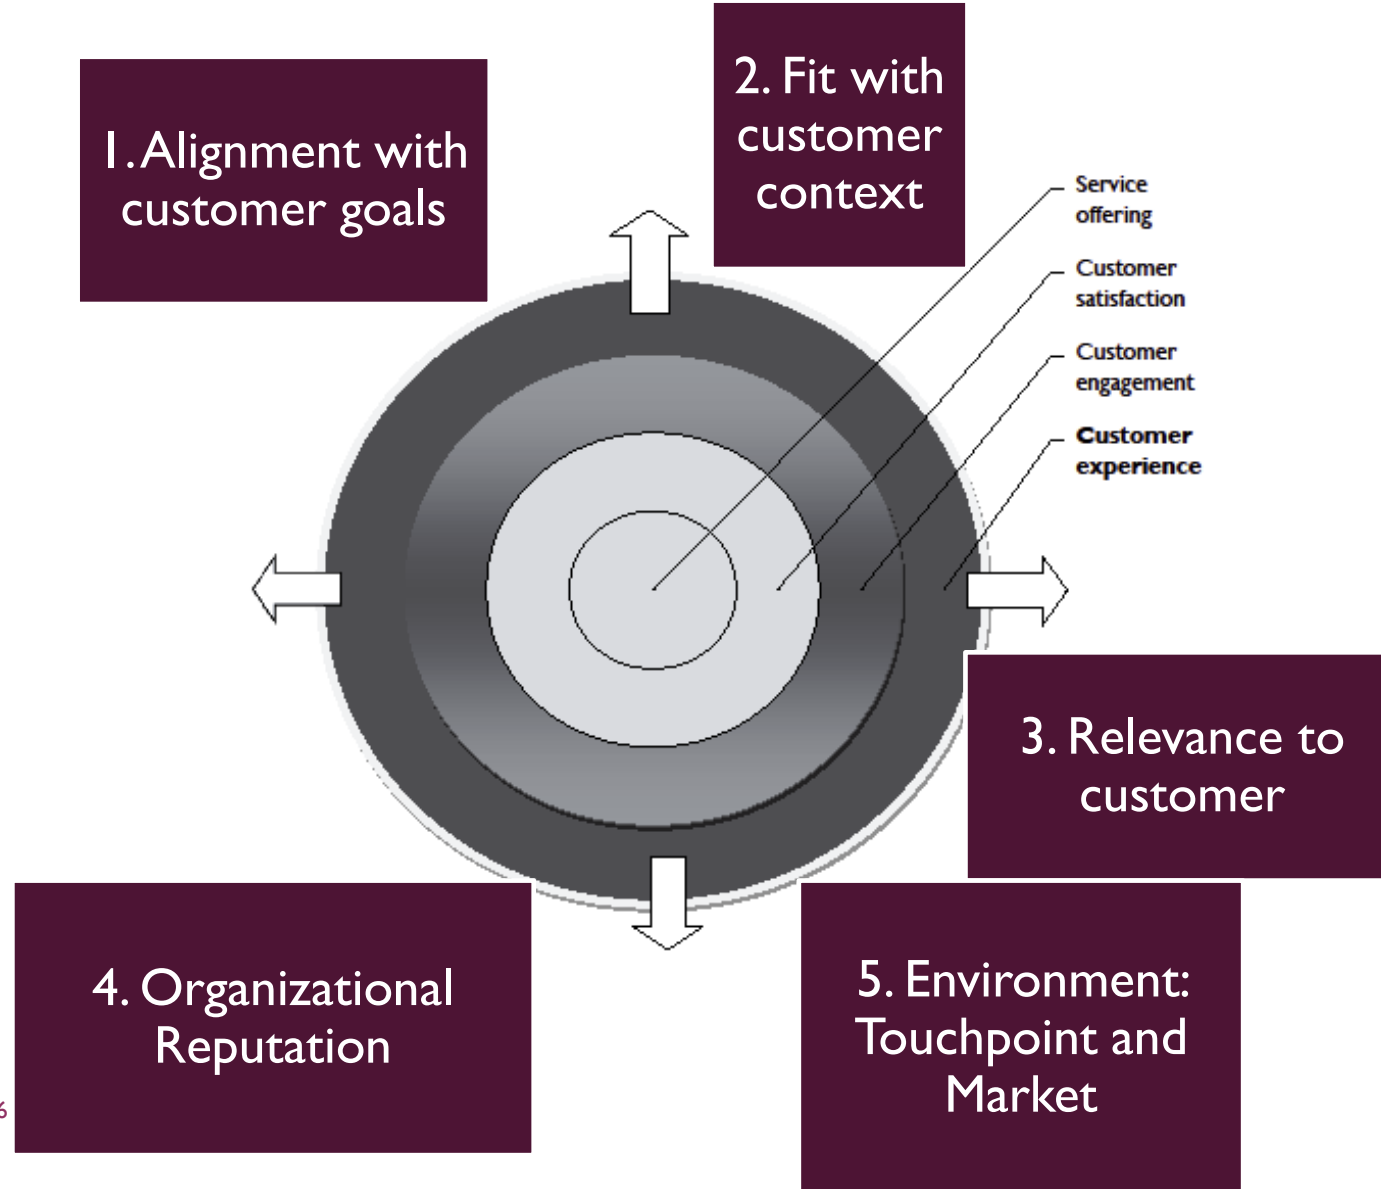 1. Alignment with
customer goals
2. Fit with
customer
context
Service
offering
Customer
satisfaction
Customer
engagement
Customer
experience
3. Relevance to
customer
4. Organizational
Reputation
5. Environment:
Touchpoint and
Market
6